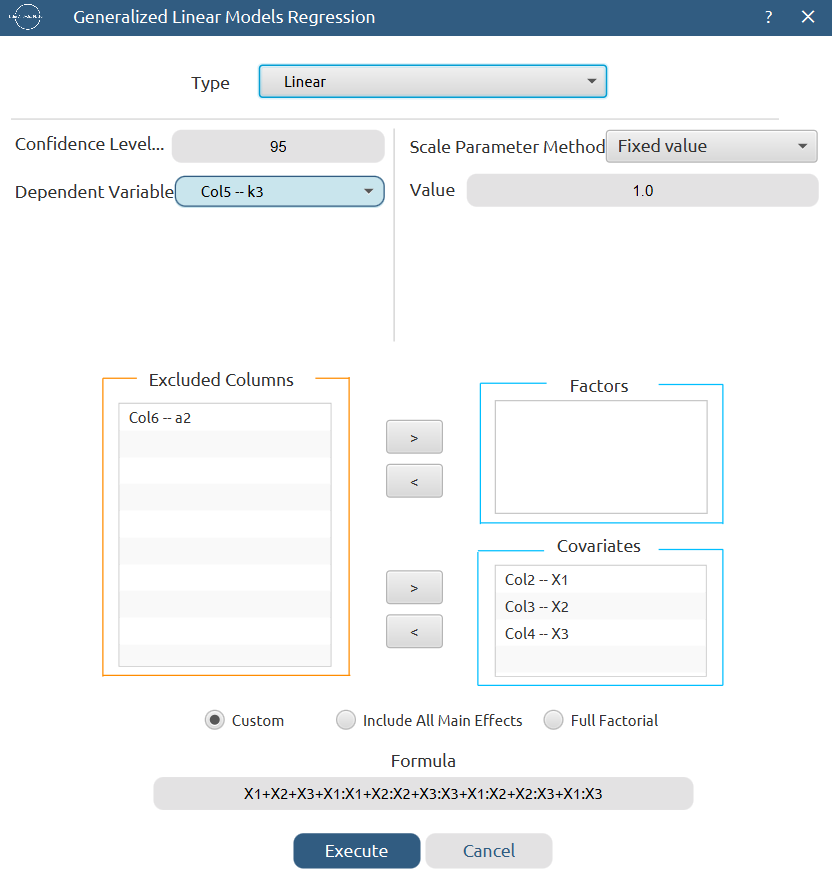 Generalized Linear Models Regression
?
Type
Linear
Confidence Level...
95
Scale Parameter Method
Fixed value
Dependent Variable
Col5 -- k3
Value
1.0
Excluded Columns
Col6 -- a2
>
<
Factors
>
<
Covariates
Col2 -- X1
Col3 -- X2
Col4 -- X3
Custom
Include All Main Effects
Full Factorial
Formula
X1+X2+X3+X1:X1+X2:X2+X3:X3+X1:X2+X2:X3+X1:X3
Execute
Cancel